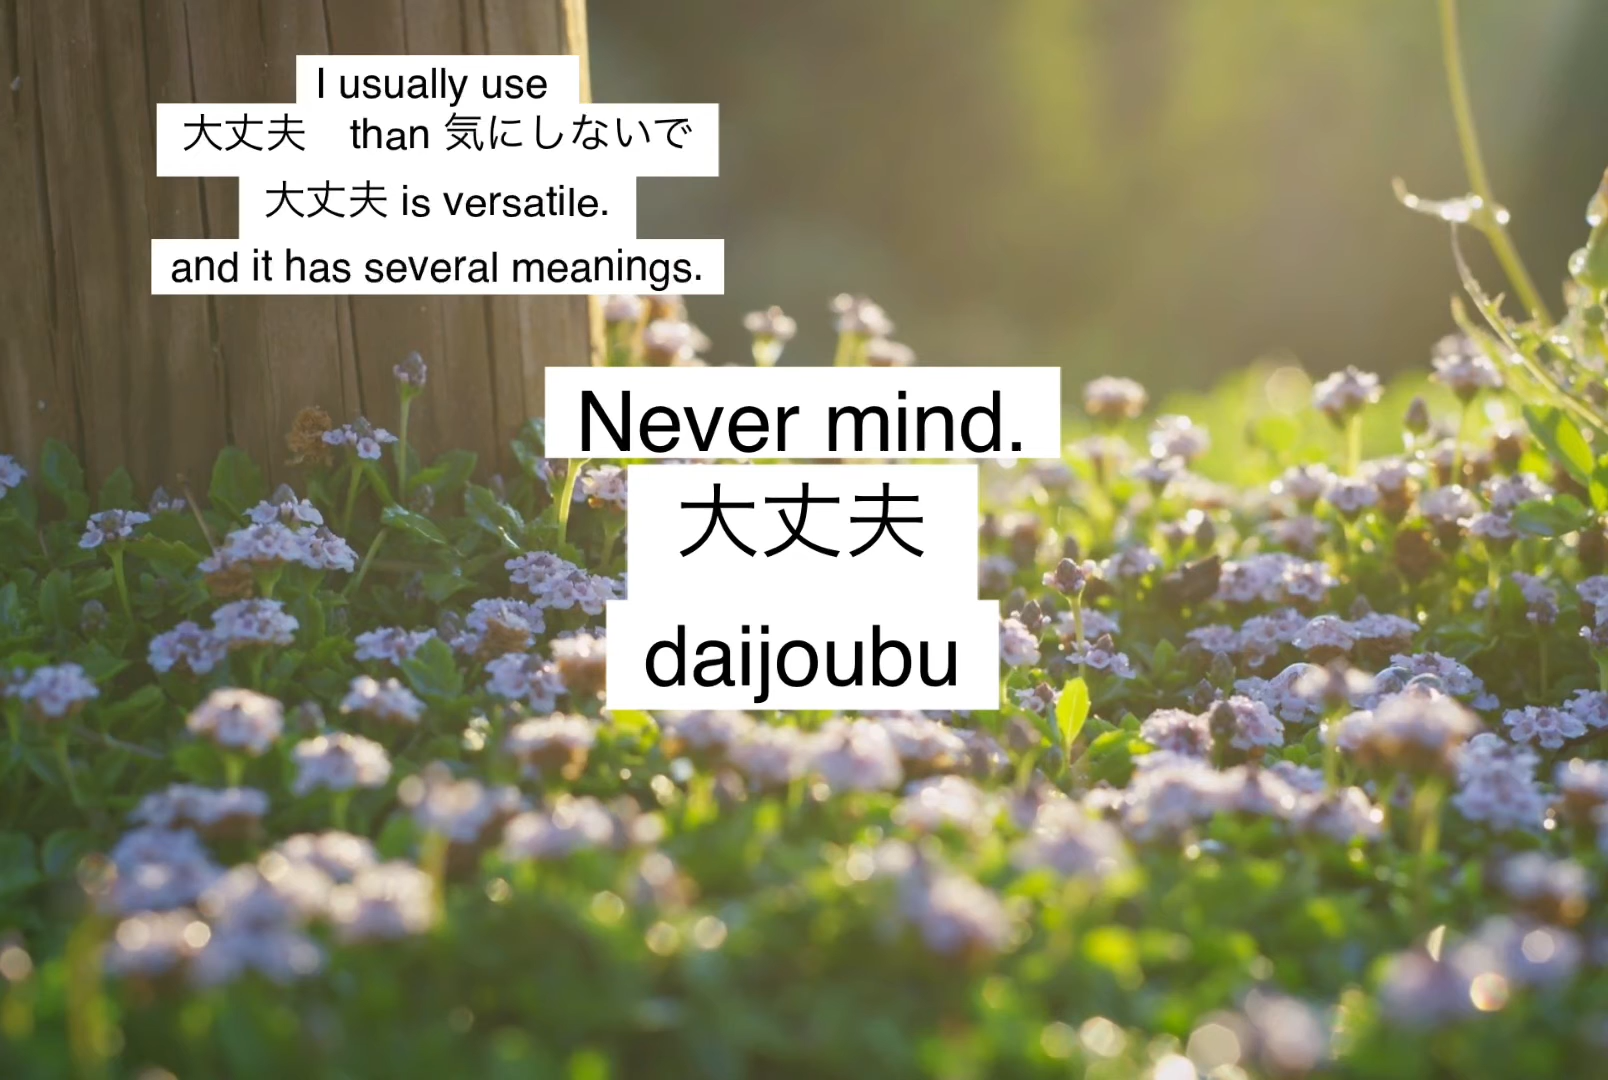 I usually use
大丈夫　than 気にしないで
大丈夫 is versatile.
and it has several meanings.
Never mind.
大丈夫
daijoubu